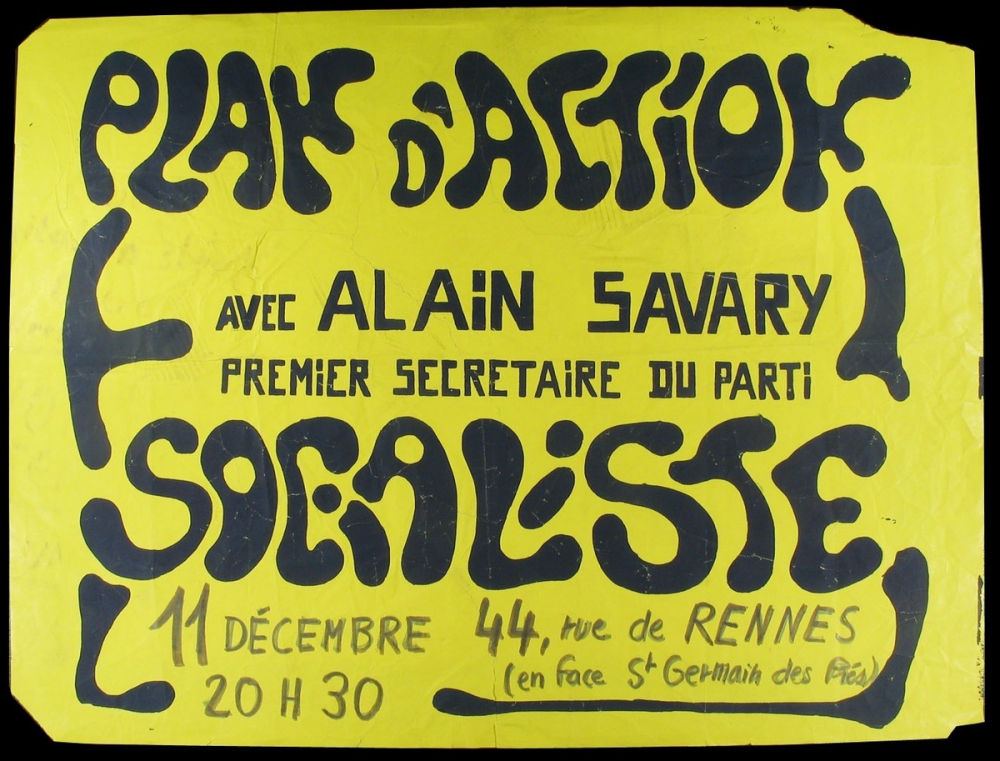 PLAN D'ACTION
AVEC ALAiN SAVARY
PREMiER SECRETAiRE DU PARTi
SOCiALiSTE
11 DÉCEMBRE
20 H 30
44, rue de RENNES
(en face St Germain des Prés)